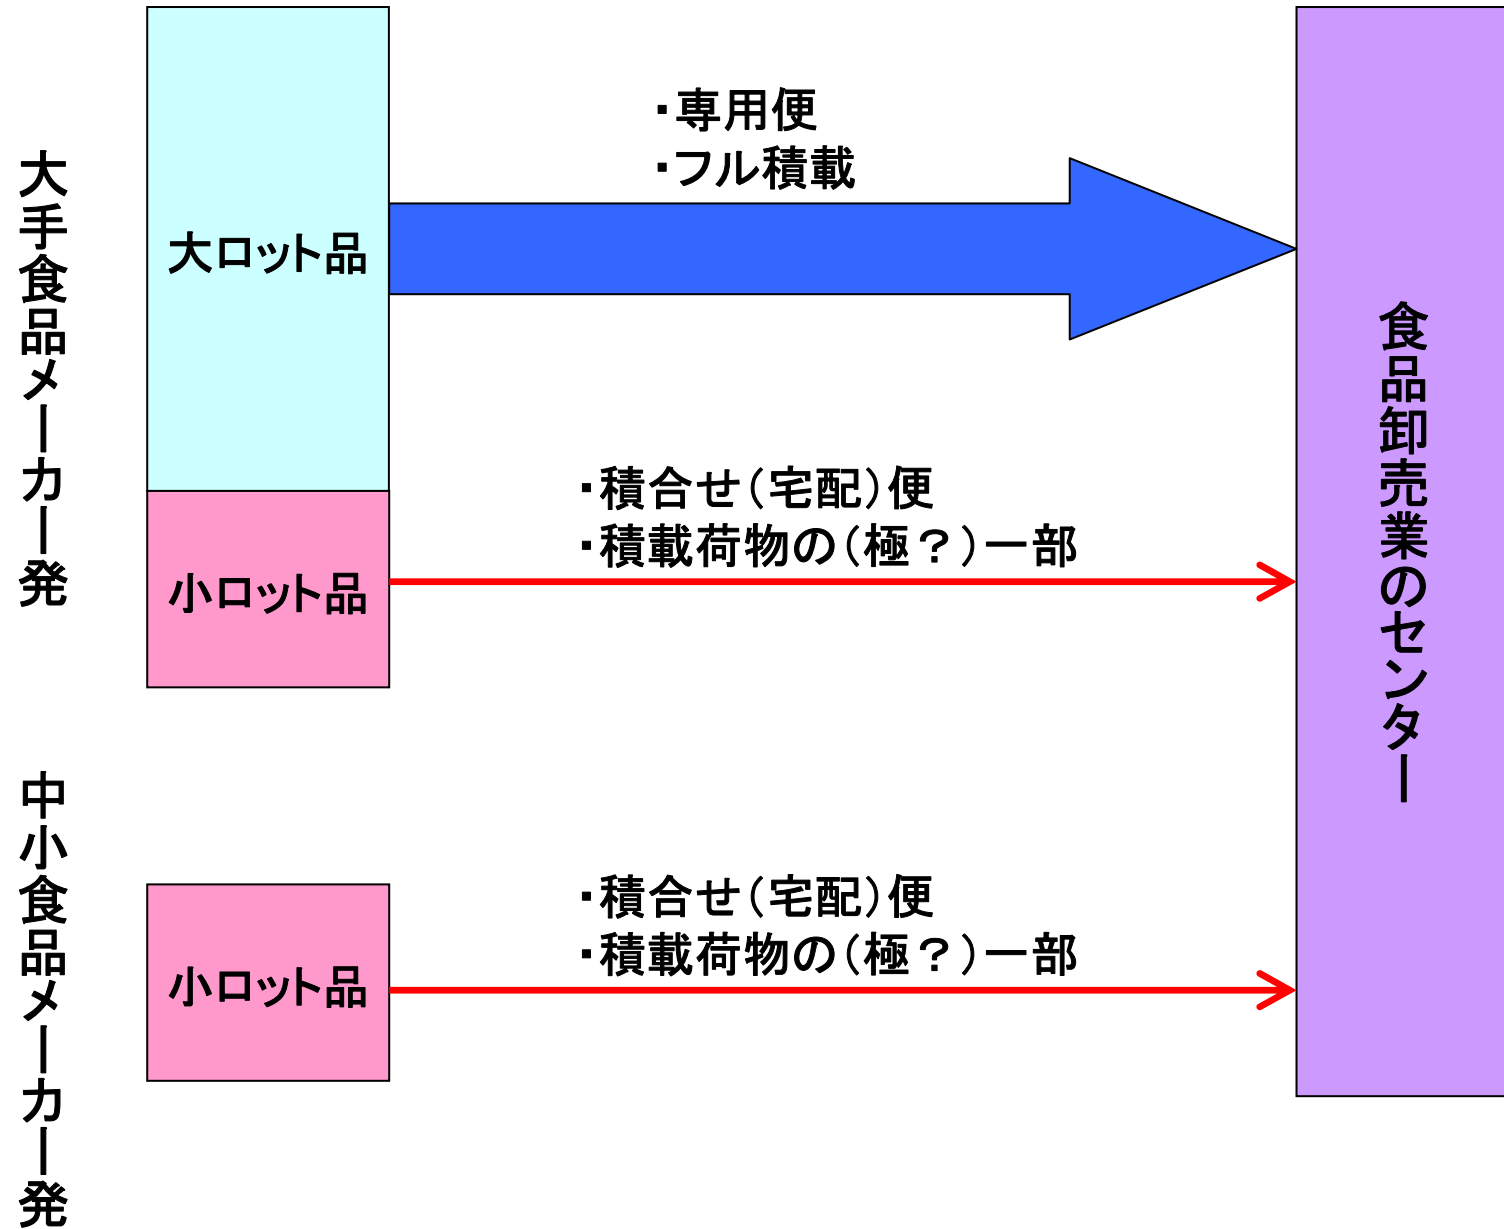 大手食品メーカー発
大ロット品
・専用便
・フル積載
小ロット品
・積合せ（宅配）便
・積載荷物の（極？）一部
中小食品メーカー発
小ロット品
・積合せ（宅配）便
・積載荷物の（極？）一部
食品卸売業のセンター